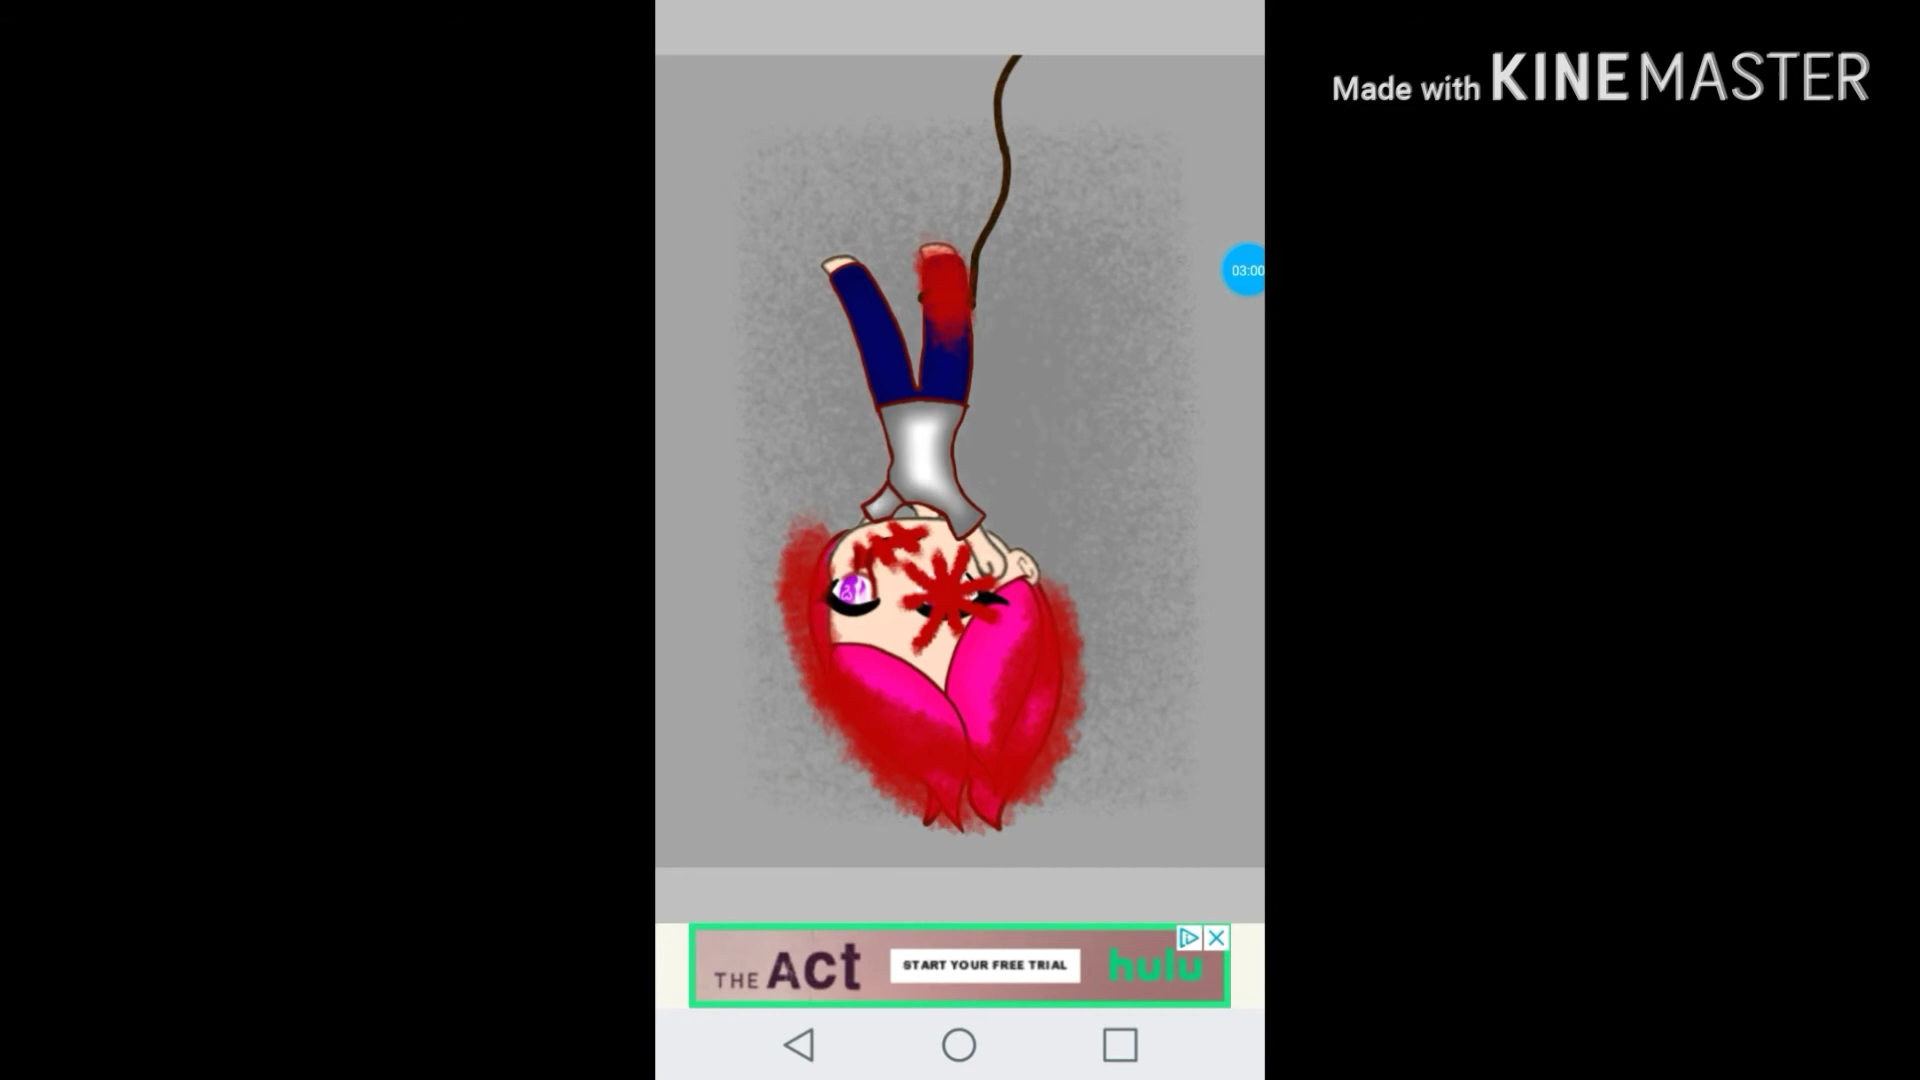 Made with KINEMASTER
03:00
THE Act
START YOUR FREE TRIAL
hulu